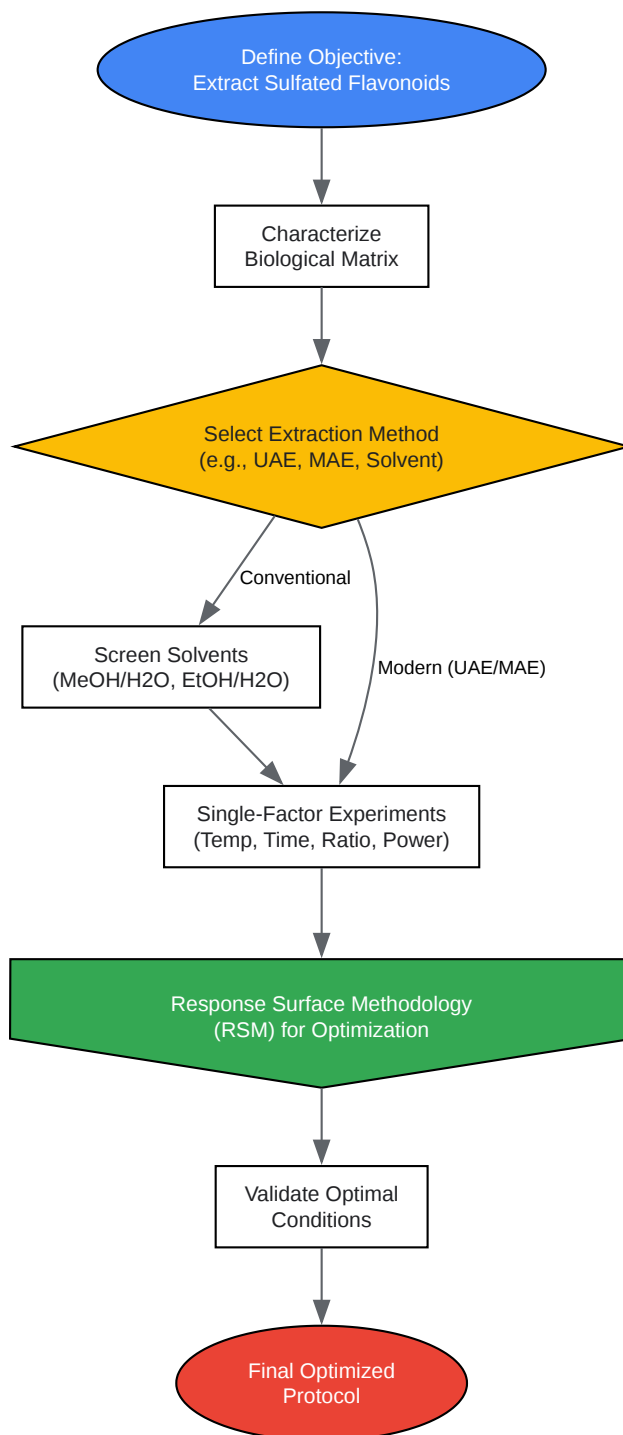 Define Objective:
Extract Sulfated Flavonoids
Characterize
Biological Matrix
Select Extraction Method
(e.g., UAE, MAE, Solvent)
Conventional
Screen Solvents
(MeOH/H2O, EtOH/H2O)
Modern (UAE/MAE)
Single-Factor Experiments
(Temp, Time, Ratio, Power)
Response Surface Methodology
(RSM) for Optimization
Validate Optimal
Conditions
Final Optimized
Protocol